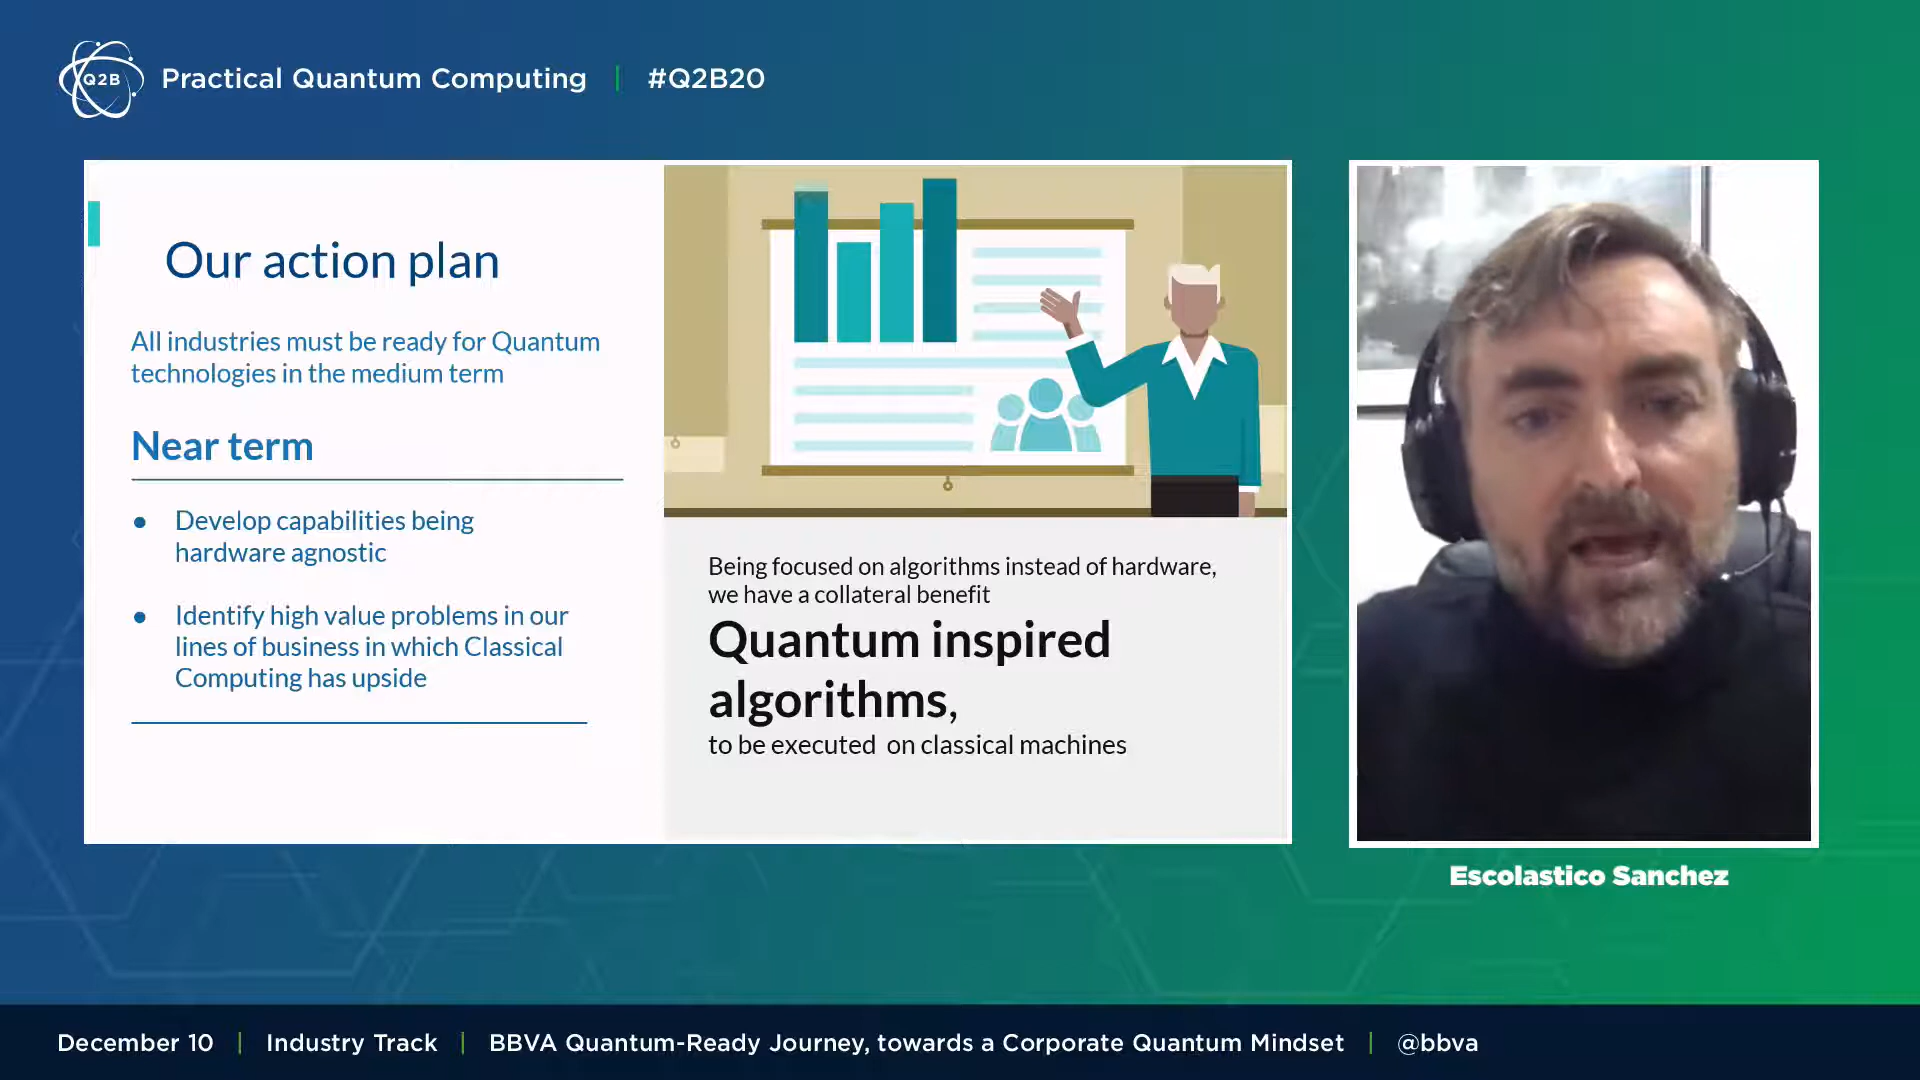 Q2B
Practical Quantum Computing | #Q2B20
Our action plan
All industries must be ready for Quantum
technologies in the medium term
Near term
● Develop capabilities being
hardware agnostic
● Identify high value problems in our
lines of business in which Classical
Computing has upside
Being focused on algorithms instead of hardware,
we have a collateral benefit
Quantum inspired
algorithms,
to be executed on classical machines
Escolastico Sanchez
December 10 | Industry Track | BBVA Quantum-Ready Journey, towards a Corporate Quantum Mindset | @bbva